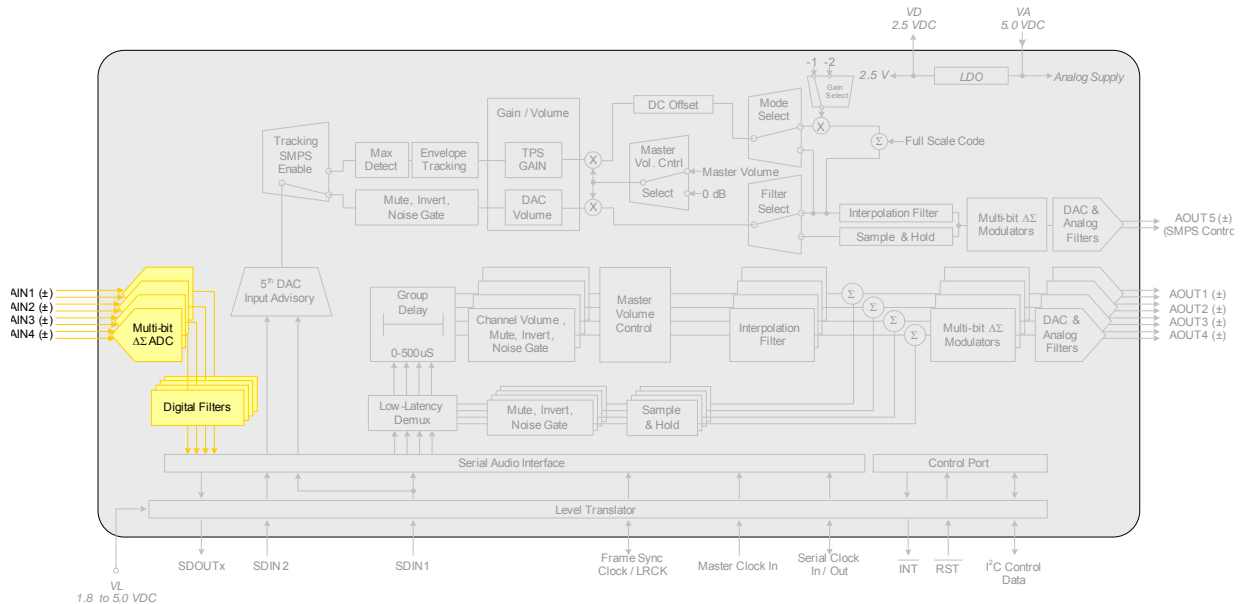 VD
2.5 VDC
VA
5.0 VDC
-1 -2
2.5 V
LDO
Analog Supply
Gain
Select
Gain / Volume
DC Offset
Mode
Select
X
Σ
Full Scale Code
Tracking
SMPS
Enable
Max
Detect
Envelope
Tracking
TPS
GAIN
X
Master
Vol. Cntrl
Select
Master Volume
0 dB
Mute, Invert,
Noise Gate
DAC
Volume
X
Filter
Select
Interpolation Filter
Sample & Hold
Multi-bit ΔΣ
Modulators
DAC &
Analog
Filters
AOUT5 (±)
(SMPS Control
AIN1 (±)
AIN2 (±)
AIN3 (±)
AIN4 (±)
Multi-bit
ΔΣ ADC
5th DAC
Input Advisory
Group
Delay
0-500uS
Channel Volume ,
Mute, Invert,
Noise Gate
Master
Volume
Control
Interpolation
Filter
Σ
Σ
Σ
Σ
Multi-bit ΔΣ
Modulators
DAC &
Analog
Filters
AOUT1 (±)
AOUT2 (±)
AOUT3 (±)
AOUT4 (±)
Digital Filters
Low-Latency
Demux
Mute, Invert,
Noise Gate
Sample
& Hold
Serial Audio Interface
Control Port
Level Translator
VL
1.8 to 5.0 VDC
SDOUTx
SDIN2
SDIN1
Frame Sync
Clock / LRCK
Master Clock In
Serial Clock
In / Out
INT
RST
I²C Control
Data